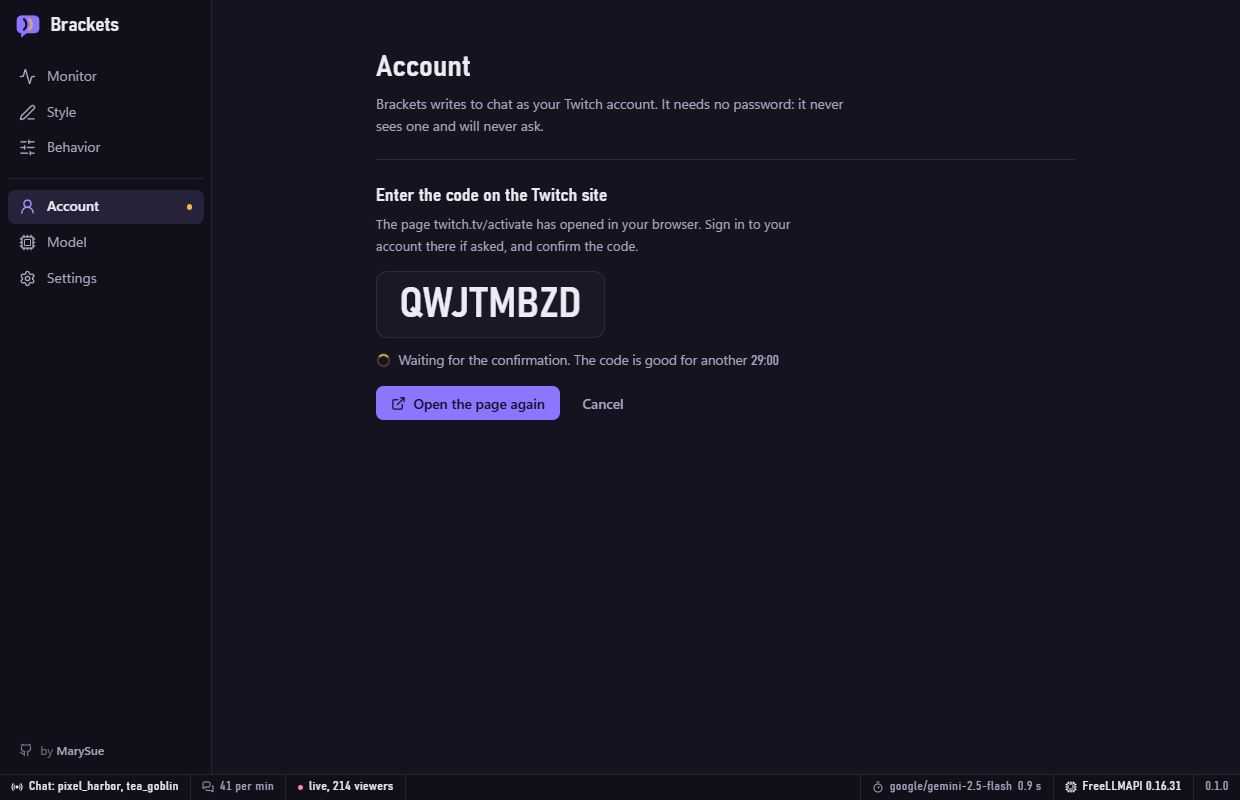 Brackets
Monitor
Style
Behavior
Account
Model
Settings
by MarySue
Account
Brackets writes to chat as your Twitch account. It needs no password: it never
sees one and will never ask.
Enter the code on the Twitch site
The page twitch.tv/activate has opened in your browser. Sign in to your
account there if asked, and confirm the code.
QWJTMBZD
Waiting for the confirmation. The code is good for another 29:00
Open the page again
Cancel
Chat: pixel_harbor, tea_goblin
41 per min
live, 214 viewers
google/gemini-2.5-flash 0.9 s
FreeLLMAPI 0.16.31
0.1.0